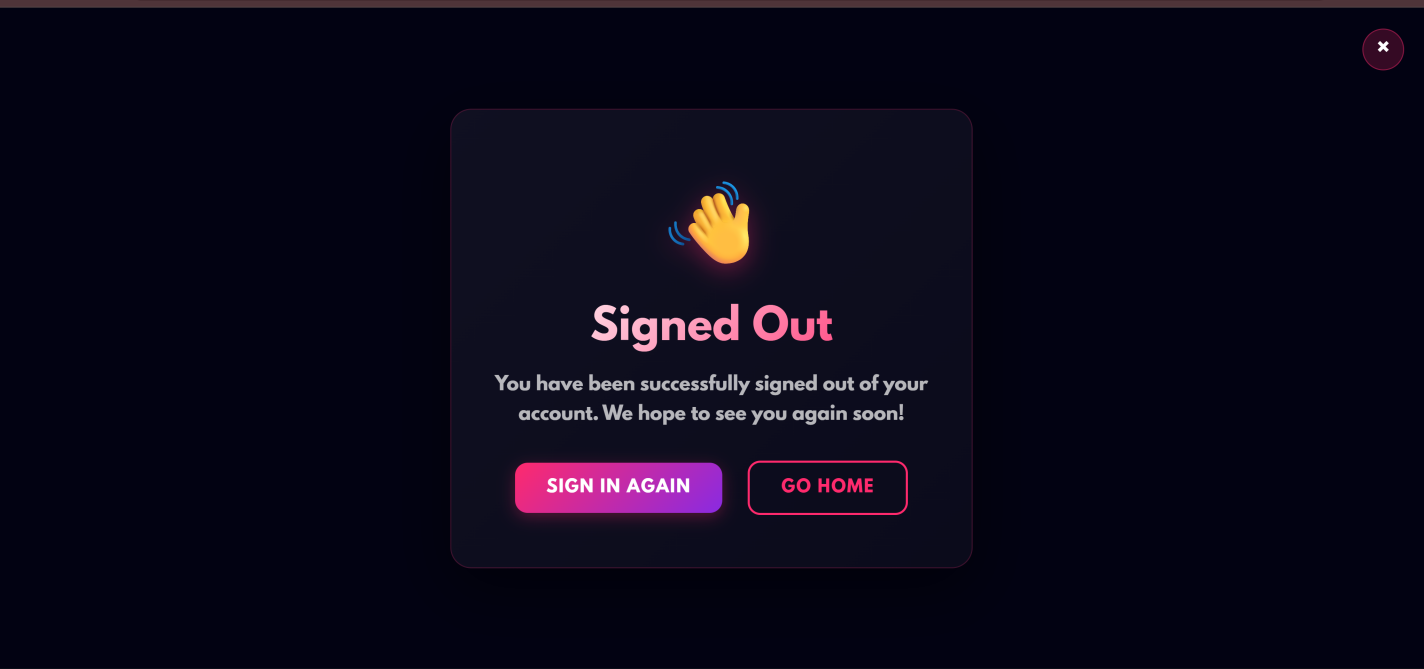 ✖
Signed Out
You have been successfully signed out of your
account. We hope to see you again soon!
SIGN IN AGAIN
GO HOME